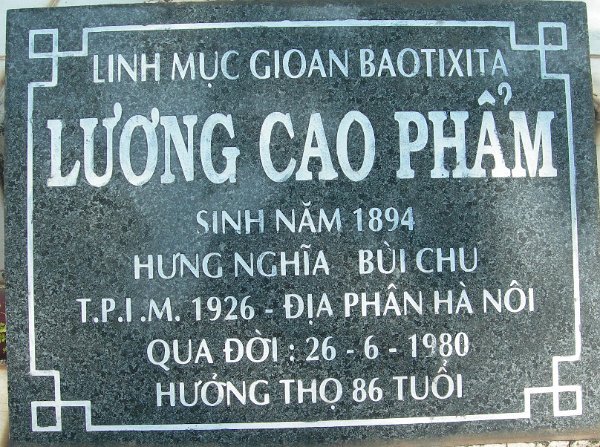 LINH MỤC GIOAN BAOTIXITA
LƯƠNG CAO PHẨM
SINH NĂM 1894
HƯNG NGHĨA BÙI CHU
T.P.I.M. 1926 - ĐỊA PHÂN HÀ NÔI
QUA ĐỜI : 26 - 6 - 1980
HƯỞNG THỌ 86 TUỔI